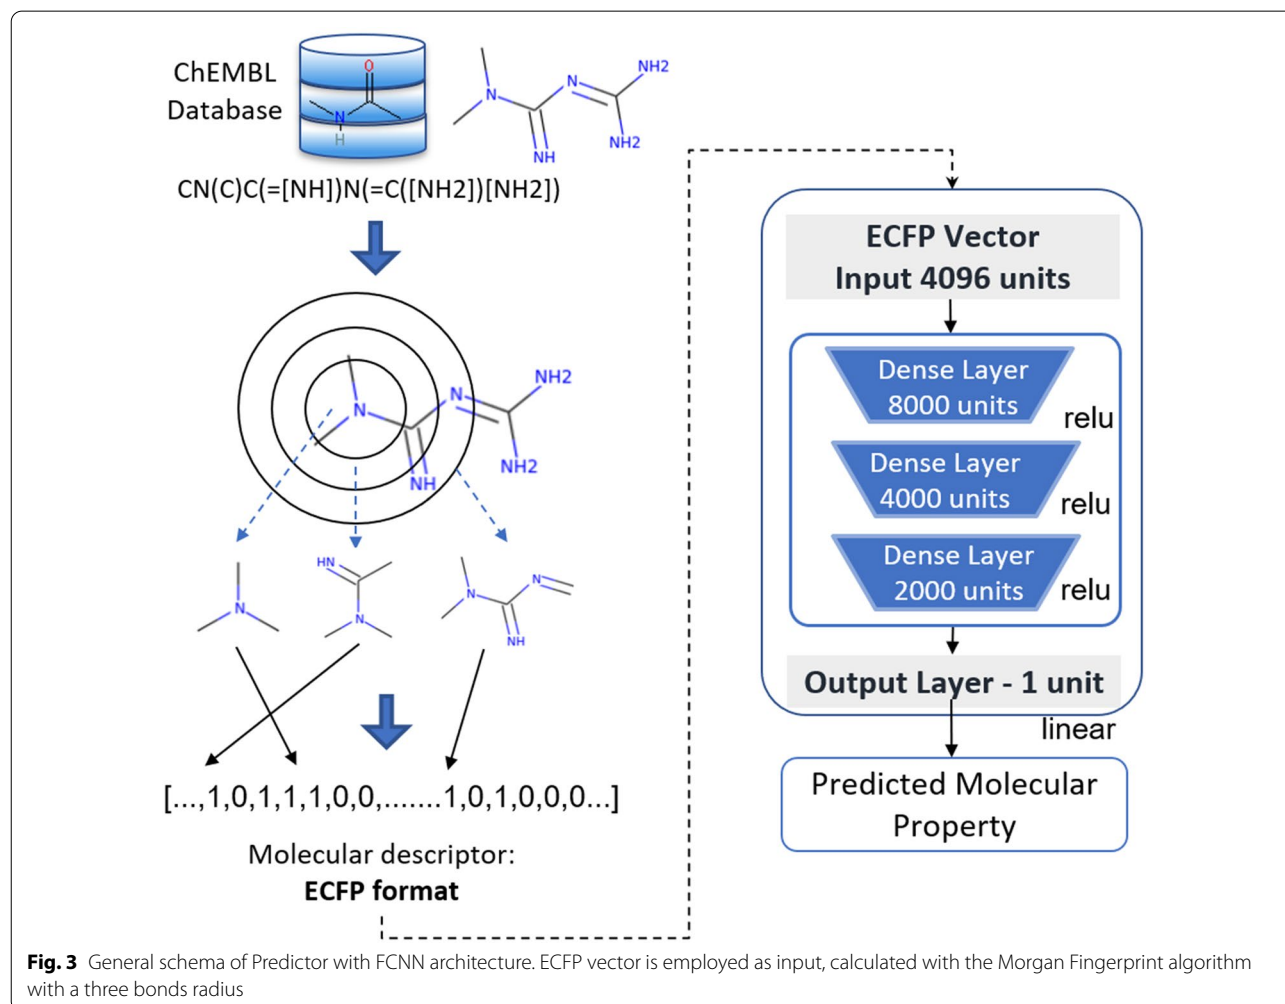 ChEMBL
Database
O
N
H
N
N
NH2
NH2
NH
CN(C)C(=[NH])N(=C([NH2])[NH2])
N
N
NH2
NH2
NH
N
HN
N
N
N
NH
[...,1,0,1,1,1,0,0,.......1,0,1,0,0,0...]
Molecular descriptor:
ECFP format
ECFP Vector
Input 4096 units
Dense Layer
8000 units
relu
Dense Layer
4000 units
relu
Dense Layer
2000 units
relu
Output Layer - 1 unit
linear
Predicted Molecular
Property
Fig. 3 General schema of Predictor with FCNN architecture. ECFP vector is employed as input, calculated with the Morgan Fingerprint algorithm
with a three bonds radius